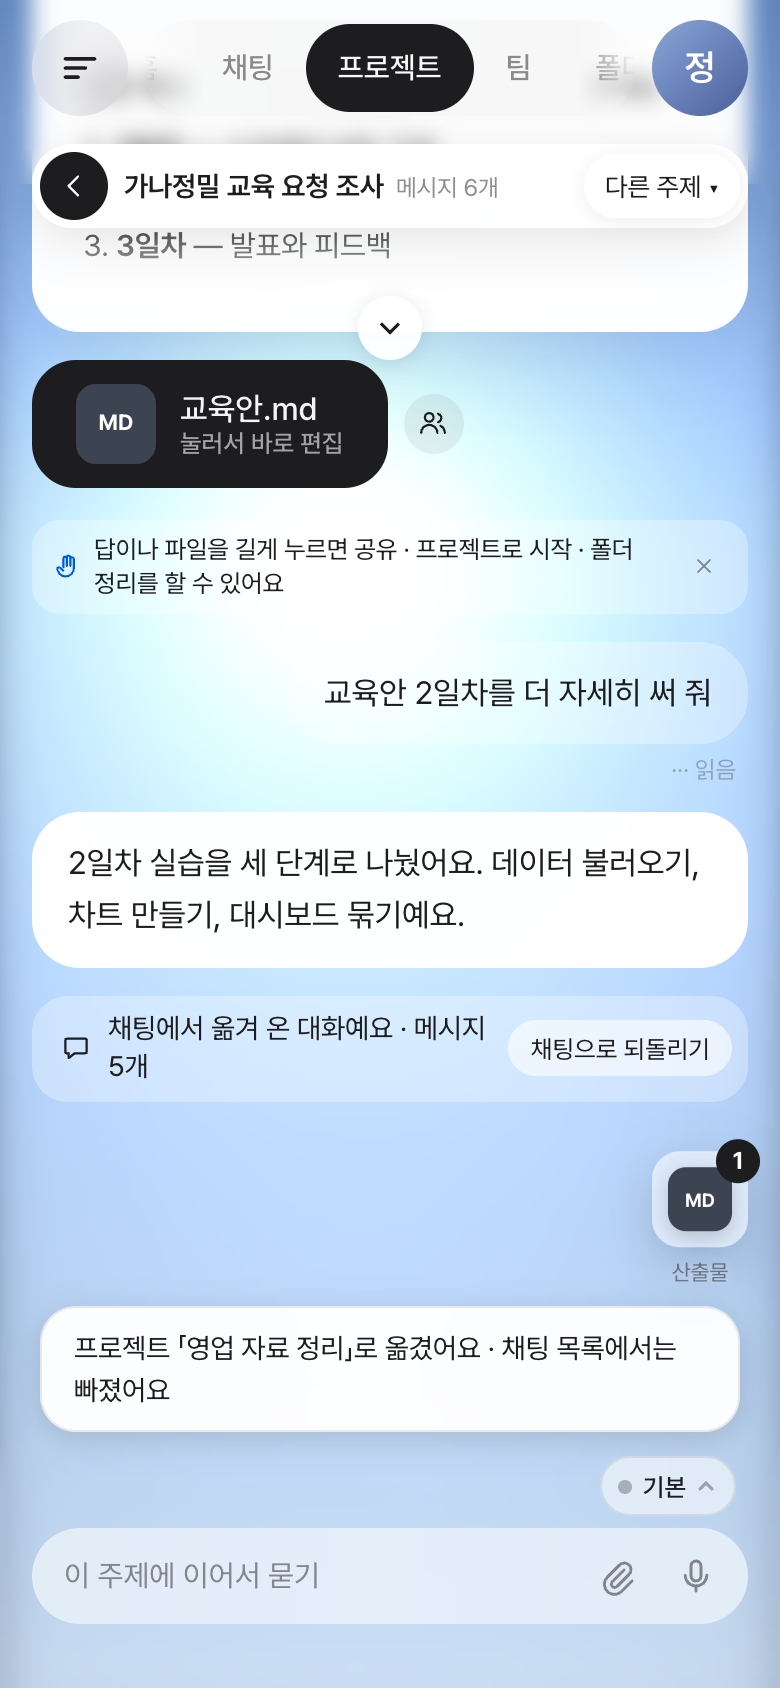 채팅
프로젝트
팀
정
가나정밀 교육 요청 조사 메시지 6개
다른 주제 ▾
3. 3일차 — 발표와 피드백
MD
교육안.md
눌러서 바로 편집
답이나 파일을 길게 누르면 공유 · 프로젝트로 시작 · 폴더
정리를 할 수 있어요
교육안 2일차를 더 자세히 써 줘
··· 읽음
2일차 실습을 세 단계로 나눴어요. 데이터 불러오기,
차트 만들기, 대시보드 묶기예요.
채팅에서 옮겨 온 대화예요 · 메시지
5개
채팅으로 되돌리기
1
MD
산출물
프로젝트 「영업 자료 정리」로 옮겼어요 · 채팅 목록에서는
빠졌어요
기본
이 주제에 이어서 묻기